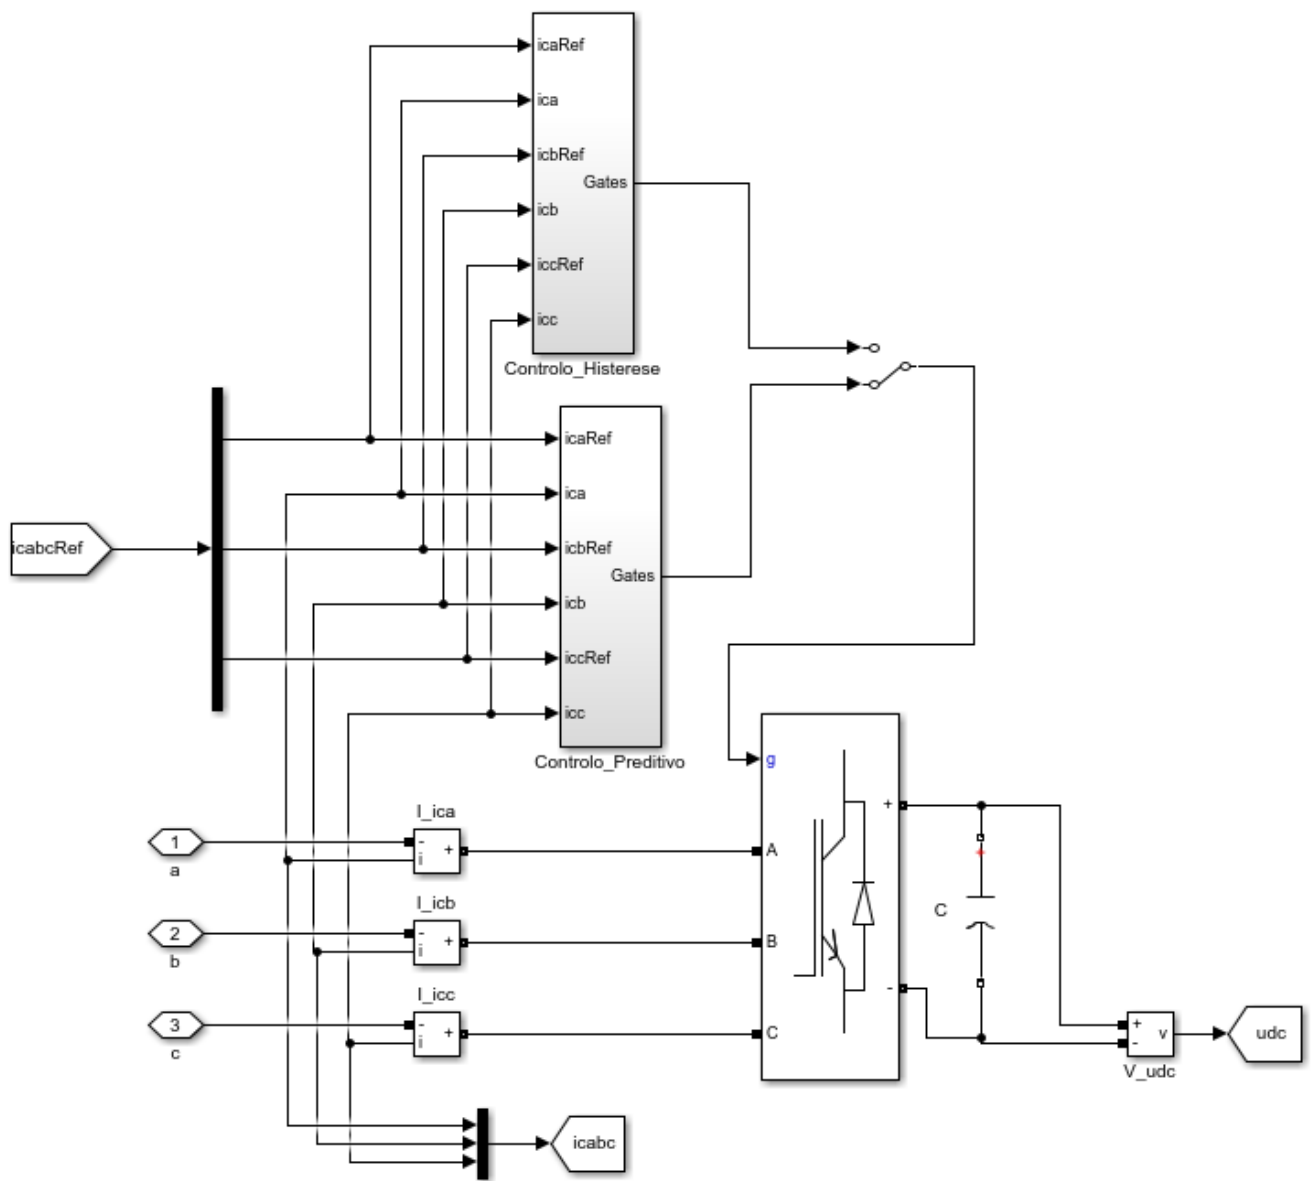 icaRef
ica
icbRef
Gates
icb
iccRef
icc
Controlo_Histerese
icaRef
ica
icabcRef
icbRef
Gates
icb
iccRef
icc
Controlo_Preditivo
g
I_ica
+
1
-
+
A
i
a
I_icb
C
2
-
+
B
i
b
I_icc
-
3
-
+
C
+
v
udc
i
-
c
V_udc
icabc